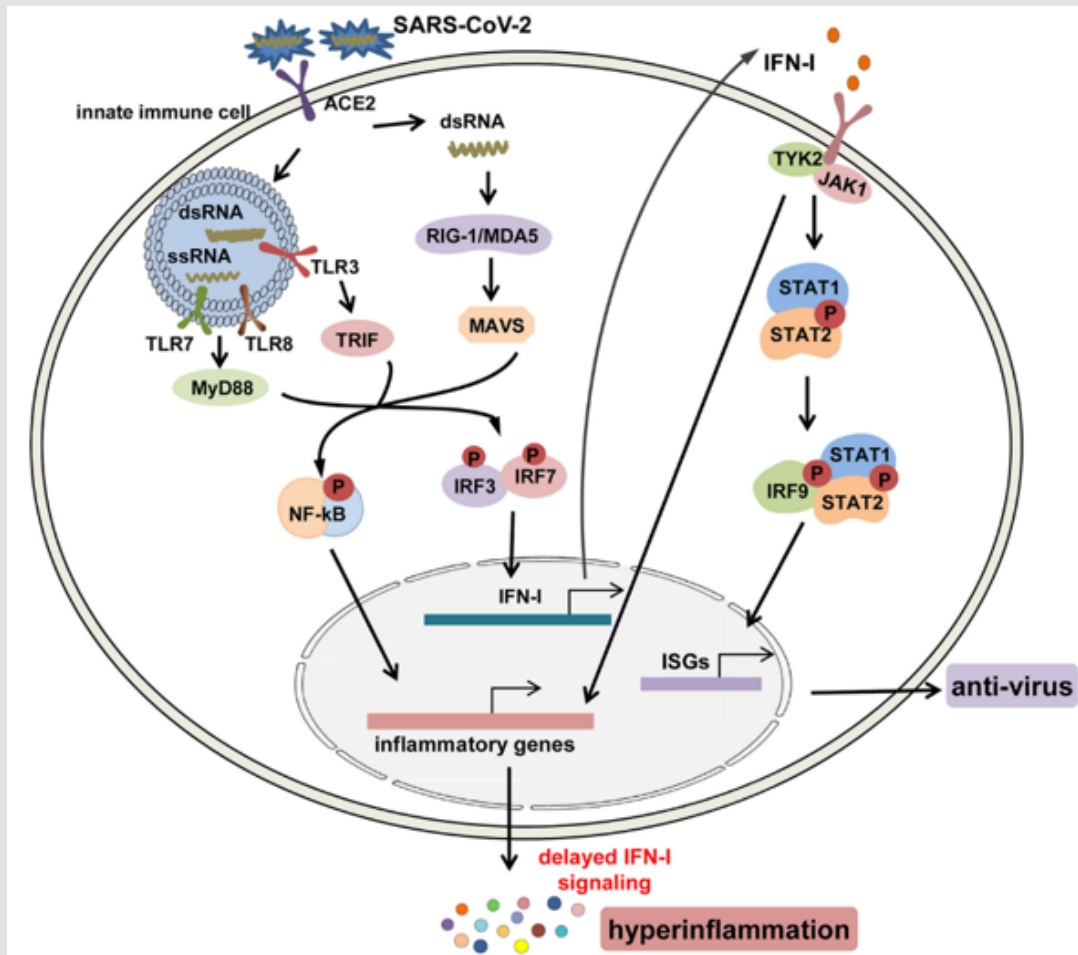 SARS-CoV-2
IFN-I
innate immune cell
ACE2
dsRNA
TYK2
JAK1
dsRNA
ssRNA
RIG-1/MDA5
TLR3
STAT1
P
STAT2
TLR7
TLR8
TRIF
MAVS
MyD88
P
P
IRF3
IRF7
P
NF-kB
STAT1
P
P
IRF9
STAT2
IFN-I
ISGs
anti-virus
inflammatory genes
delayed IFN-I
signaling
hyperinflammation